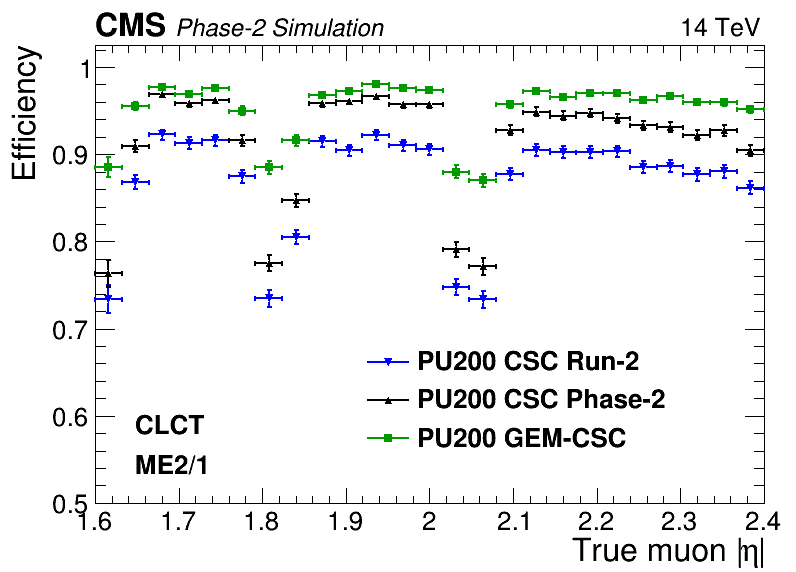 CMS Phase-2 Simulation 14 TeV
Efficiency
1
0.9
0.8
0.7
0.6
0.5
PU200 CSC Run-2
PU200 CSC Phase-2
PU200 GEM-CSC
CLCT
ME2/1
1.6 1.7 1.8 1.9 2 2.1 2.2 2.3 2.4
True muon |η|